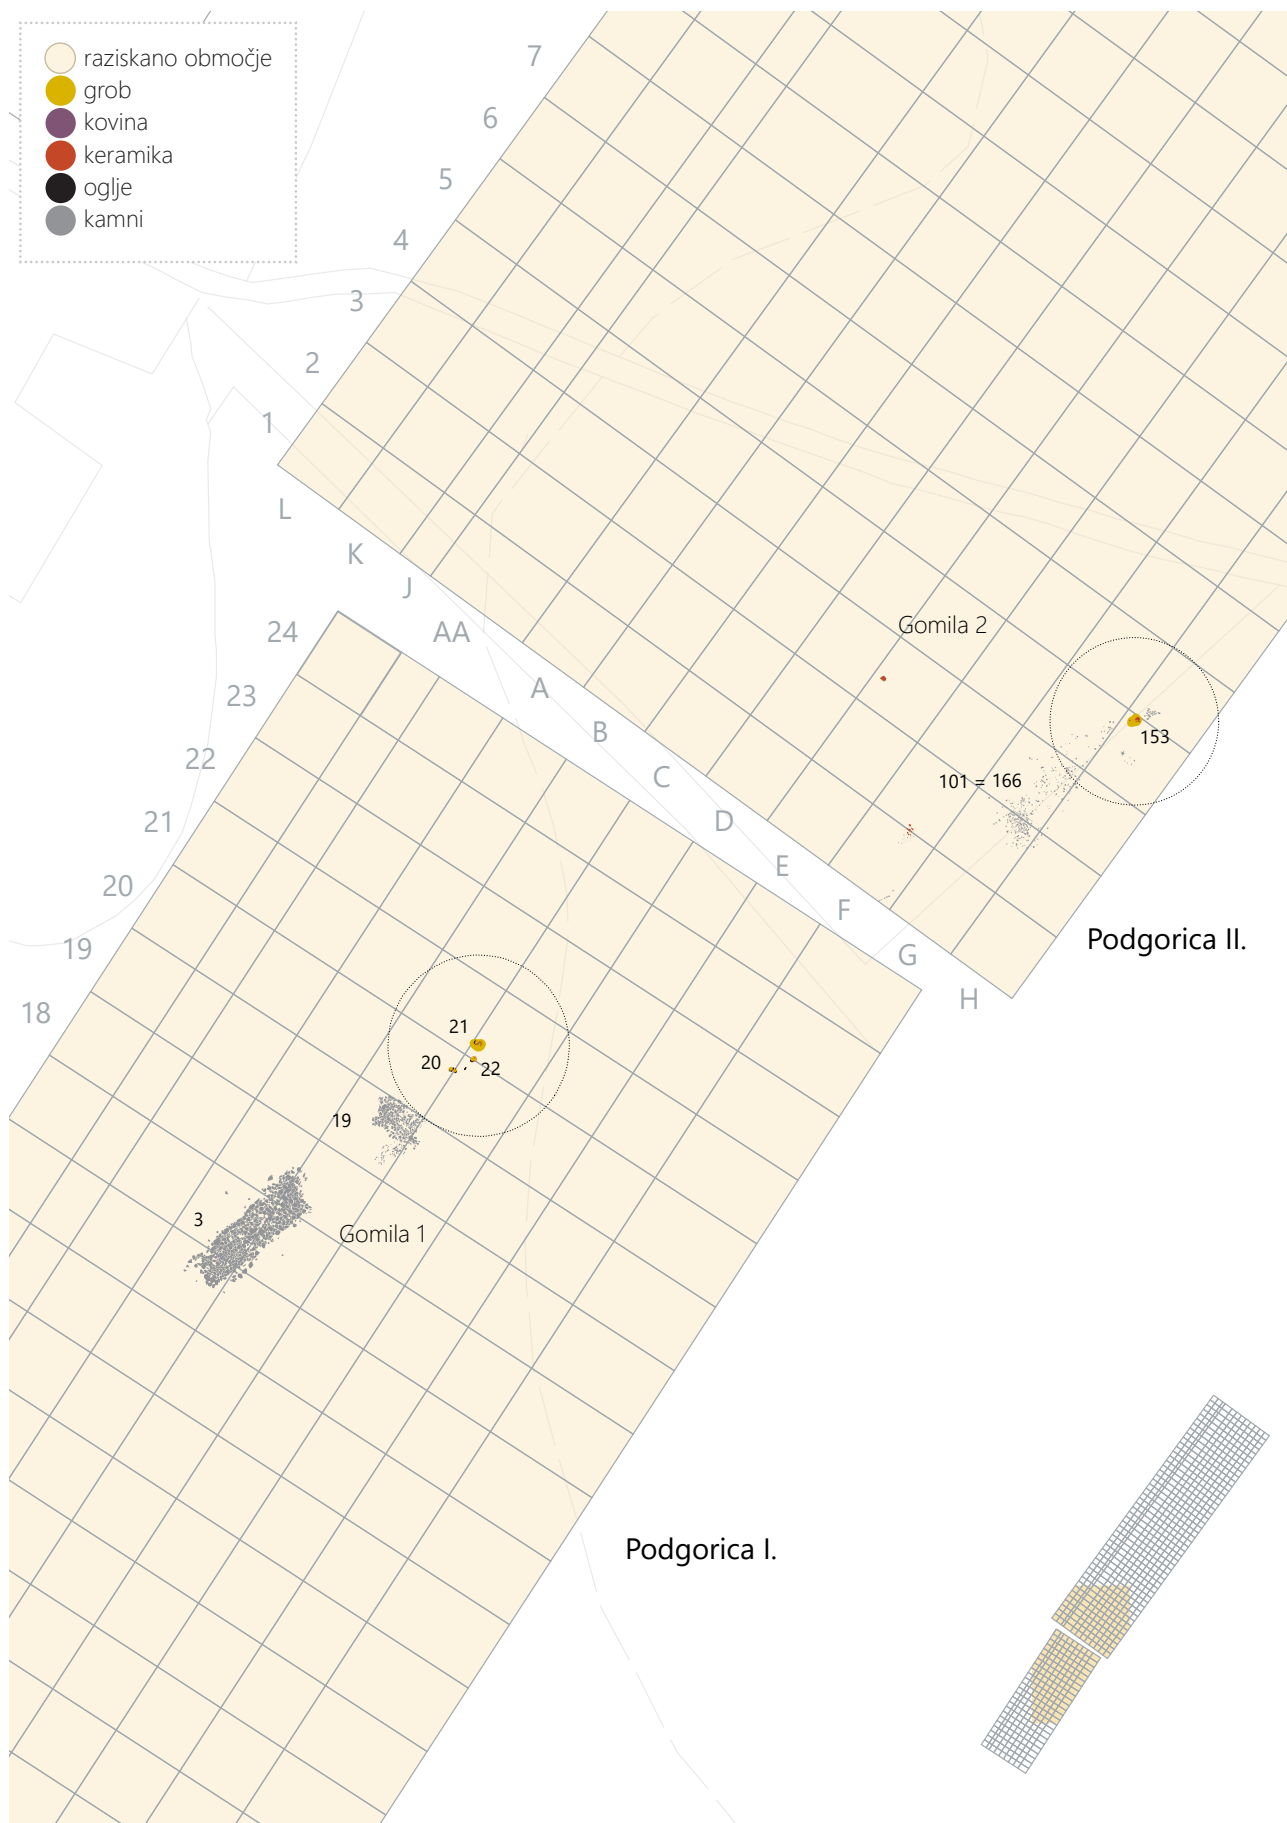 raziskano območje
grob
kovina
keramika
oglje
kamni
7
6
5
4
3
2
1
L
K
J
AA
A
B
C
D
E
F
G
H
24
23
22
21
20
19
18
Gomila 2
153
101 = 166
Podgorica II.
21
20
22
19
3
Gomila 1
Podgorica I.